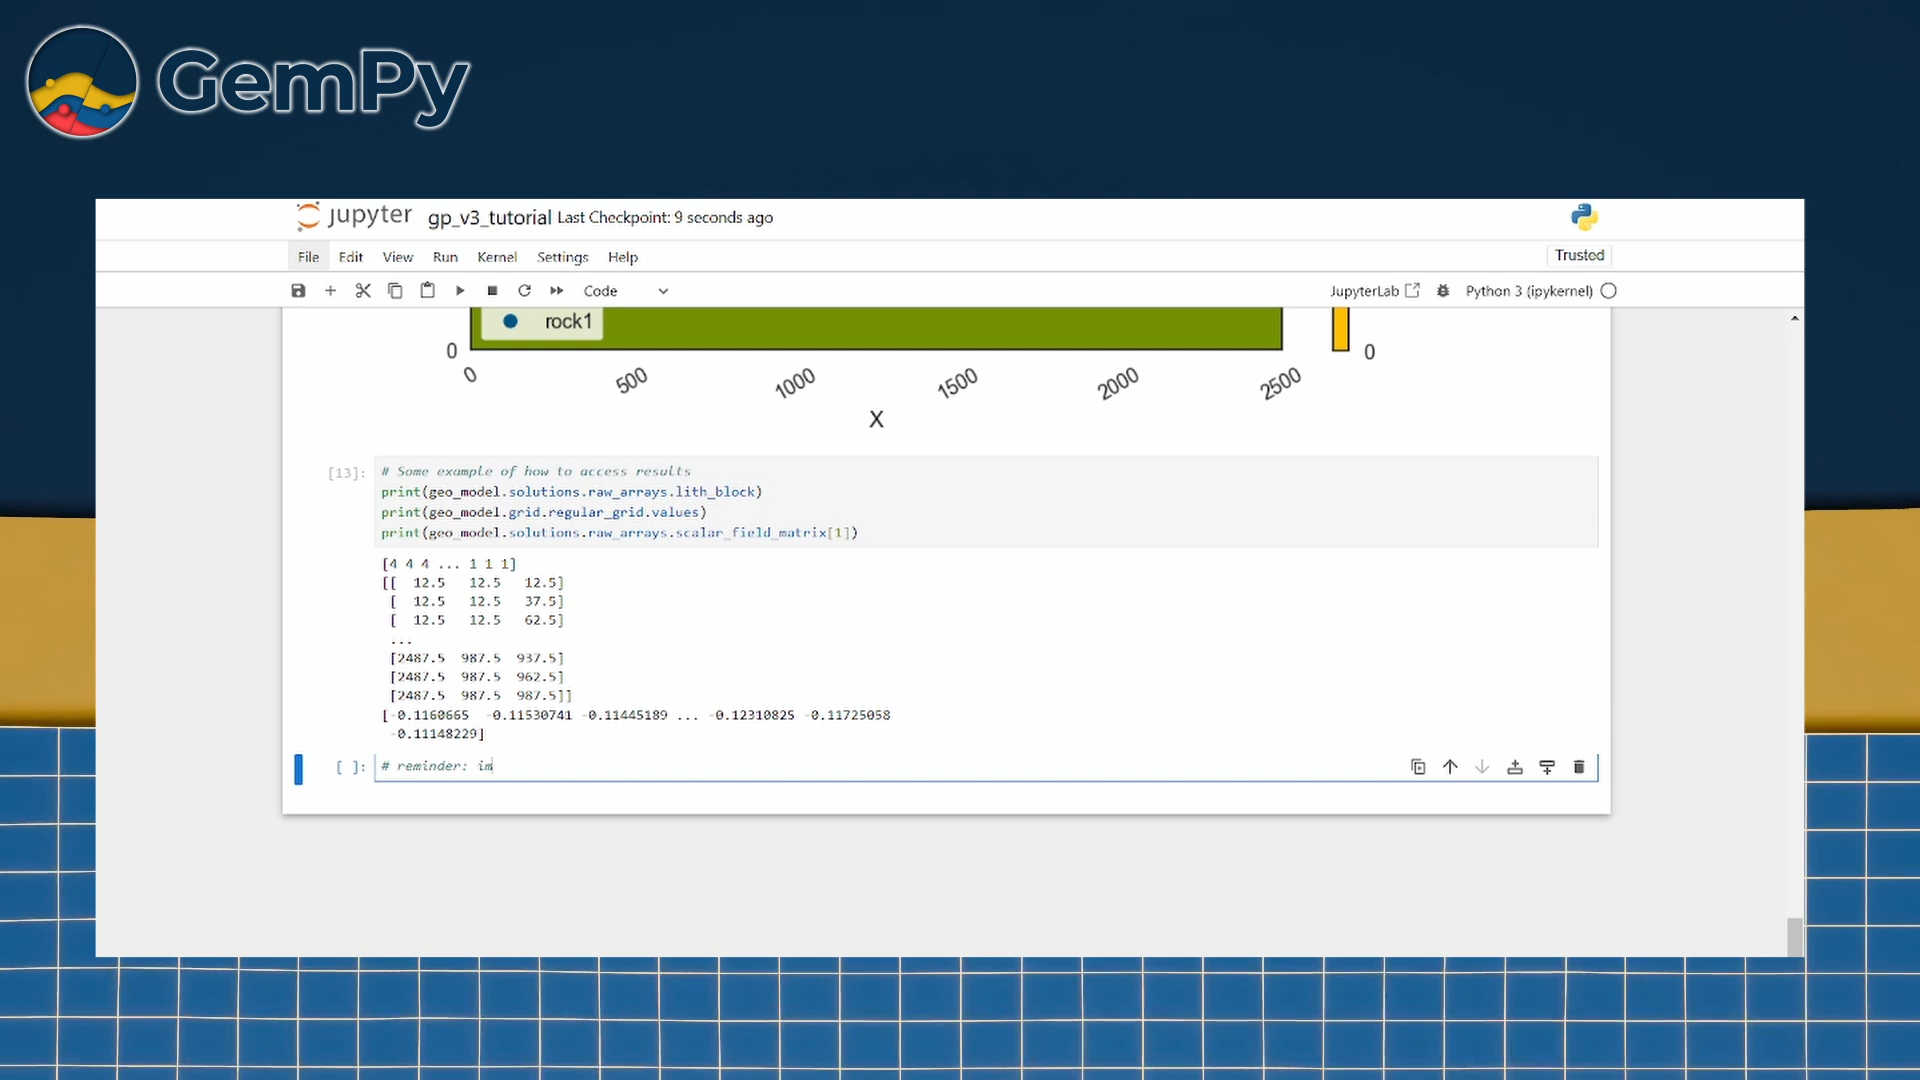 GemPy
jupyter gp_v3_tutorial Last Checkpoint: 9 seconds ago
File Edit View Run Kernel Settings Help Trusted
Code JupyterLab Python 3 (ipykernel)
rock1
0 0
0 500 1000 1500 2000 2500
X
[13]: # Some example of how to access results
print(geo_model.solutions.raw_arrays.lith_block)
print(geo_model.grid.regular_grid.values)
print(geo_model.solutions.raw_arrays.scalar_field_matrix[1])
[4 4 4 ... 1 1 1]
[[ 12.5 12.5 12.5]
[ 12.5 12.5 37.5]
[ 12.5 12.5 62.5]
...
[2487.5 987.5 937.5]
[2487.5 987.5 962.5]
[2487.5 987.5 987.5]]
[-0.1160665 -0.11530741 -0.11445189 ... -0.12310825 -0.11725058
-0.11148229]
[ ]: # reminder: im